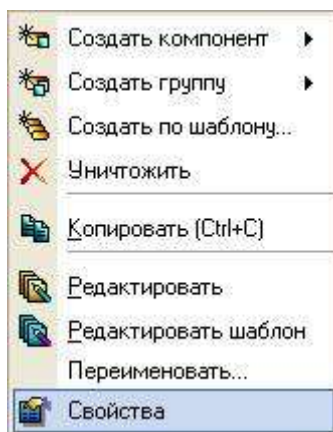 Создать компонент
Создать группу
Создать по шаблону...
Уничтожить
Копировать (Ctrl+C)
Редактировать
Редактировать шаблон
Переименовать...
Свойства